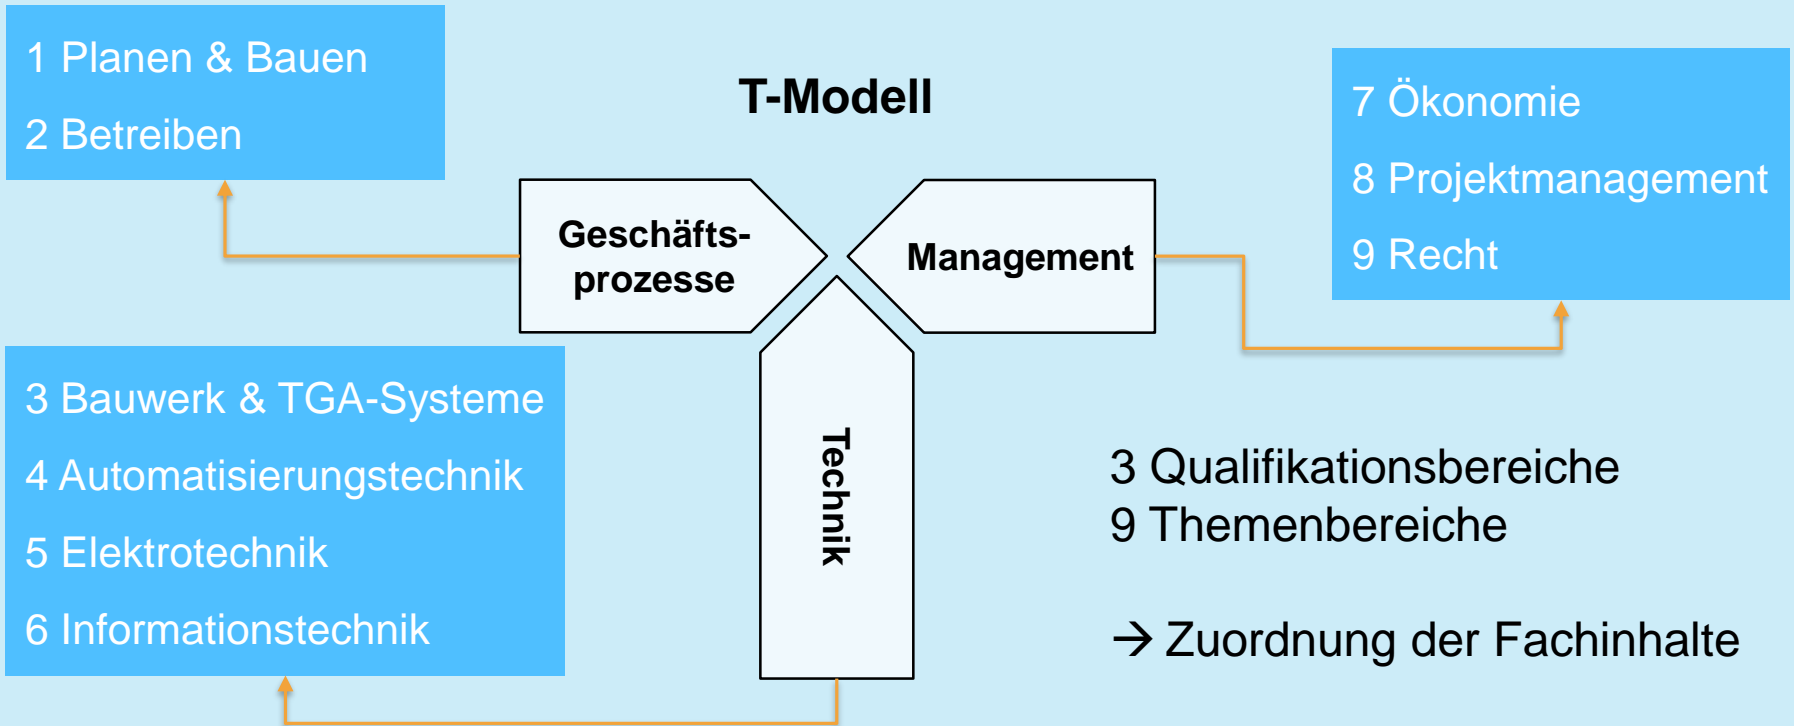 1 Planen & Bauen
2 Betreiben
T-Modell
7 Ökonomie
8 Projektmanagement
9 Recht
Geschäfts-
prozesse
Management
3 Bauwerk & TGA-Systeme
4 Automatisierungstechnik
5 Elektrotechnik
6 Informationstechnik
Technik
3 Qualifikationsbereiche
9 Themenbereiche
→ Zuordnung der Fachinhalte